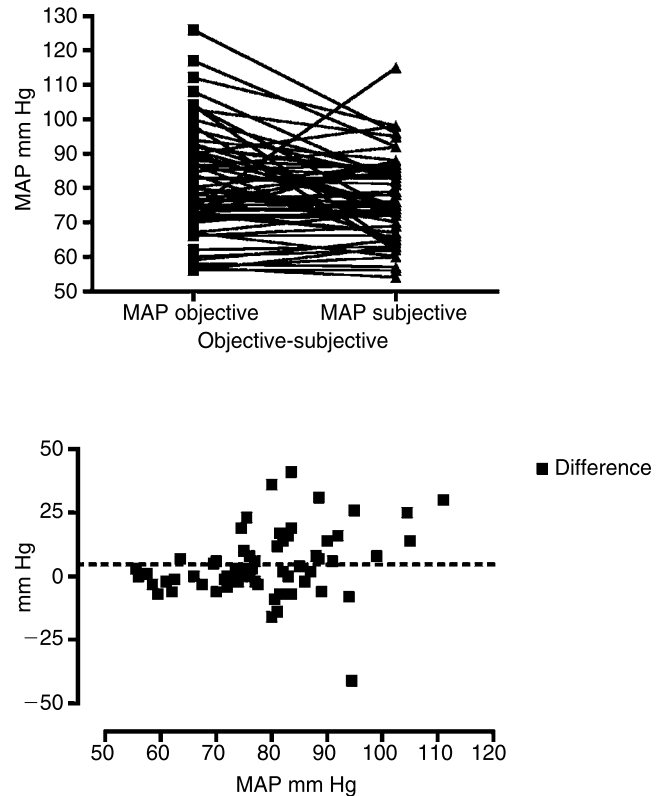 130
120
110
100
90
80
70
60
50
MAP mm Hg
MAP objective MAP subjective
Objective-subjective
50
25
0
−25
−50
mm Hg
Difference
50 60 70 80 90 100 110 120
MAP mm Hg